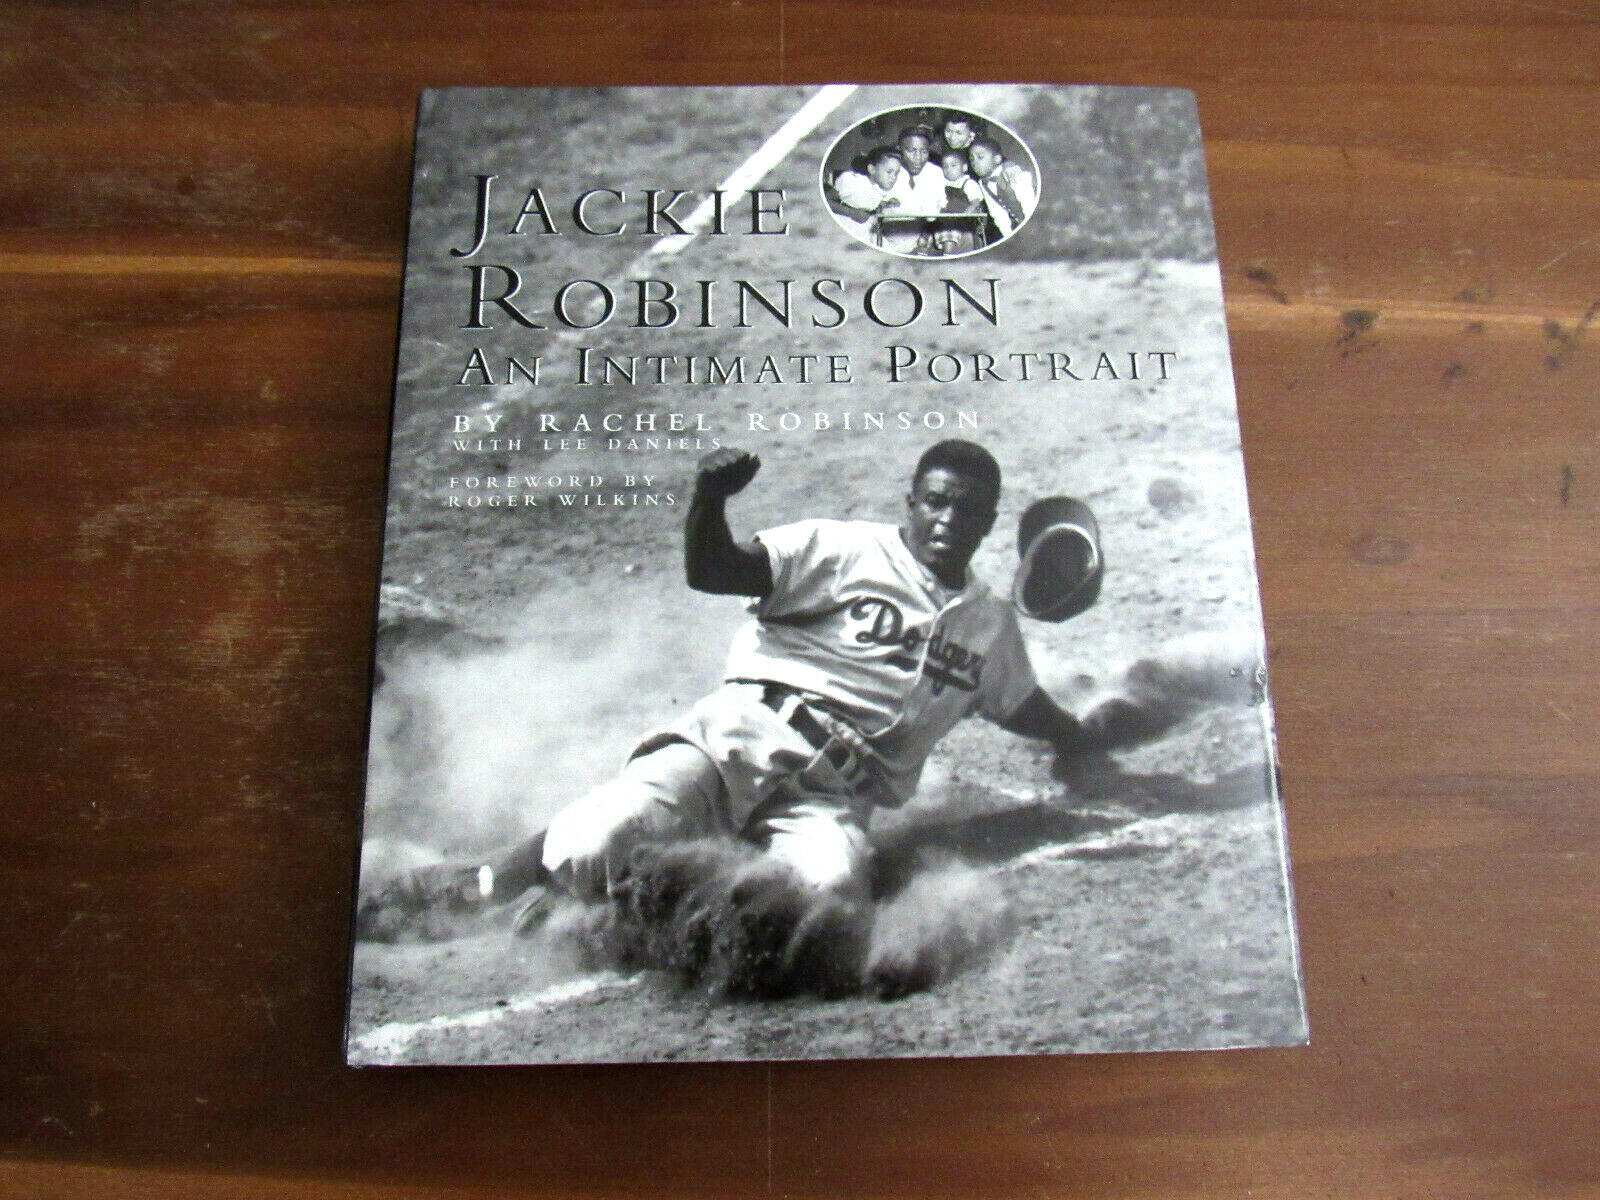 JACKIE
ROBINSON
AN INTIMATE PORTRAIT
BY RACHEL ROBINSON
WITH LEE DANIELS
FOREWORD BY
ROGER WILKINS
Dodgers